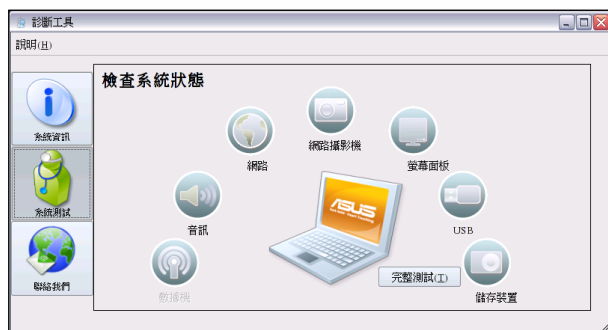 診斷工具
說明(H)
檢查系統狀態
系統資訊
系統測試
聯絡我們
網路攝影機
網路
螢幕面板
音訊
USB
數據機
儲存裝置
完整測試(T)
ASUS